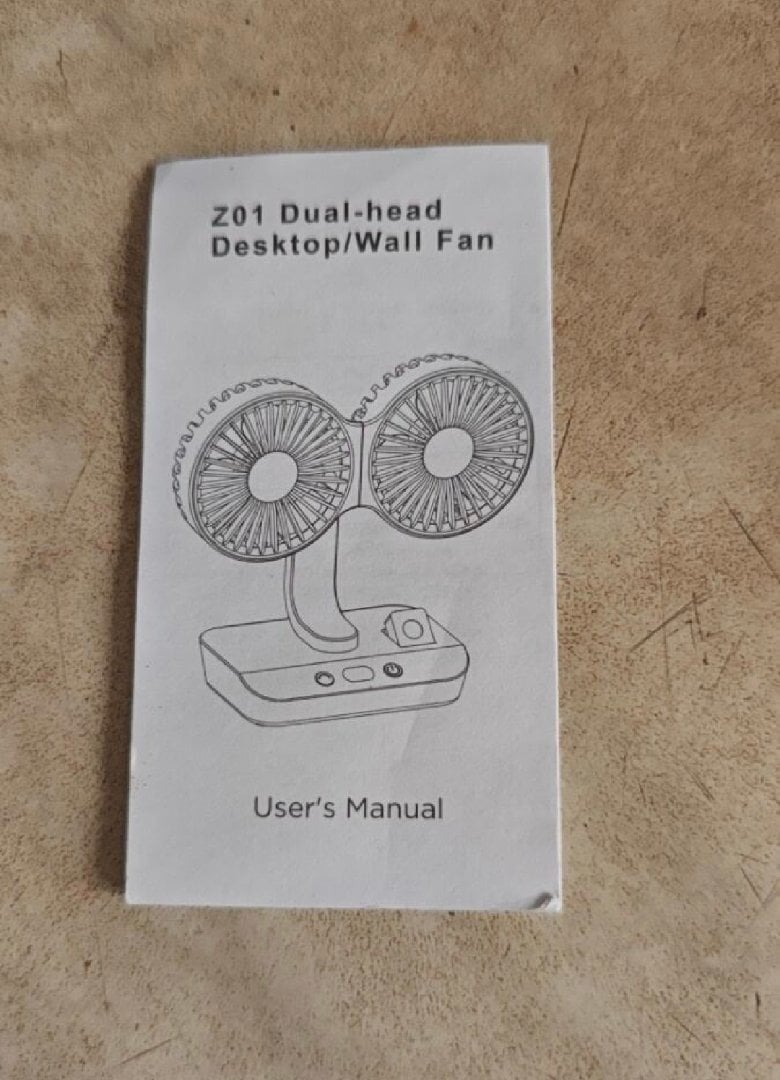 Z01 Dual-head
Desktop/Wall Fan
User's Manual